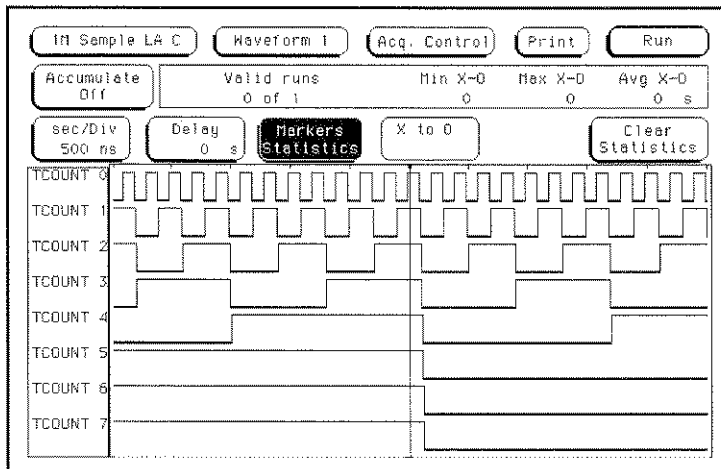 1M Sample LA C Waveform 1 Acq. Control Print Run
Accumulate Off Valid runs 0 of 1 Min X-O 0 Max X-O 0 Avg X-O 0 s
sec/Div 500 ns Delay 0 s Markers Statistics X to O Clear Statistics
TCOUNT 0
TCOUNT 1
TCOUNT 2
TCOUNT 3
TCOUNT 4
TCOUNT 5
TCOUNT 6
TCOUNT 7